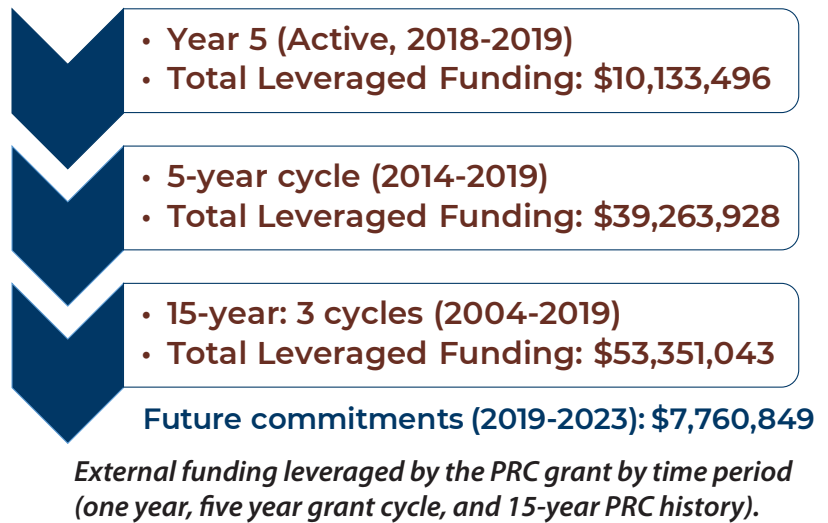 • Year 5 (Active, 2018-2019)
• Total Leveraged Funding: $10,133,496
• 5-year cycle (2014-2019)
• Total Leveraged Funding: $39,263,928
• 15-year: 3 cycles (2004-2019)
• Total Leveraged Funding: $53,351,043
Future commitments (2019-2023): $7,760,849
External funding leveraged by the PRC grant by time period
(one year, five year grant cycle, and 15-year PRC history).